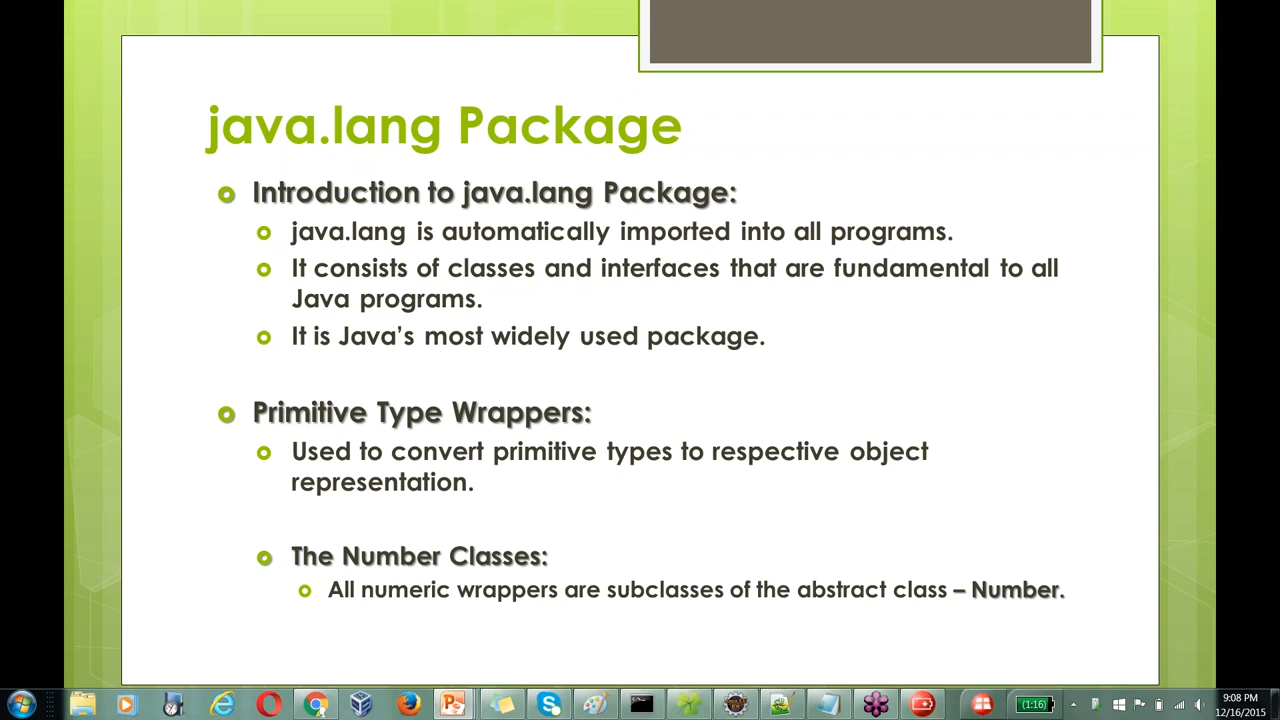 java.lang Package
Introduction to java.lang Package:
java.lang is automatically imported into all programs.
It consists of classes and interfaces that are fundamental to all
Java programs.
It is Java’s most widely used package.
Primitive Type Wrappers:
Used to convert primitive types to respective object
representation.
The Number Classes:
All numeric wrappers are subclasses of the abstract class – Number.
(1:16)
9:08 PM
12/16/2015